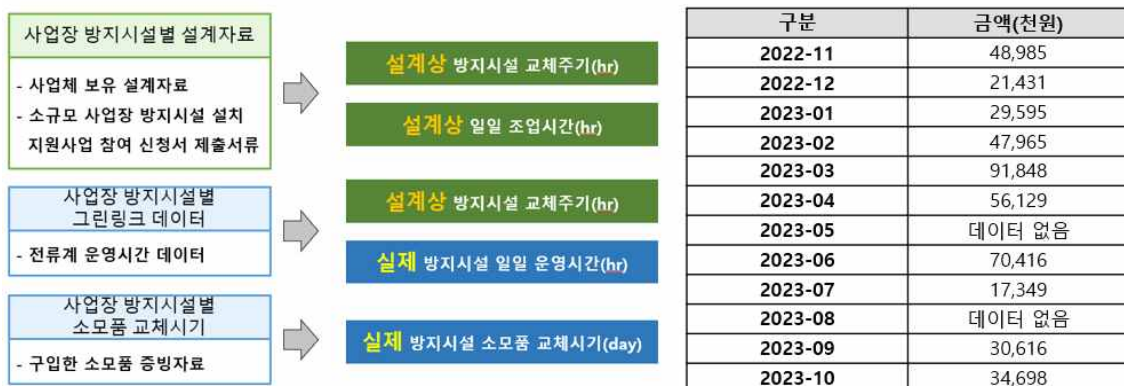 사업장 방지시설별 설계자료
- 사업체 보유 설계자료
- 소규모 사업장 방지시설 설치
지원사업 참여 신청서 제출서류
설계상 방지시설 교체주기(hr)
설계상 일일 조업시간(hr)
사업장 방지시설별
그린링크 데이터
- 전류계 운영시간 데이터
설계상 방지시설 교체주기(hr)
실제 방지시설 일일 운영시간(hr)
사업장 방지시설별
소모품 교체시기
- 구입한 소모품 증빙자료
실제 방지시설 소모품 교체시기(day)
구분 금액(천원)
2022-11 48,985
2022-12 21,431
2023-01 29,595
2023-02 47,965
2023-03 91,848
2023-04 56,129
2023-05 데이터 없음
2023-06 70,416
2023-07 17,349
2023-08 데이터 없음
2023-09 30,616
2023-10 34,698